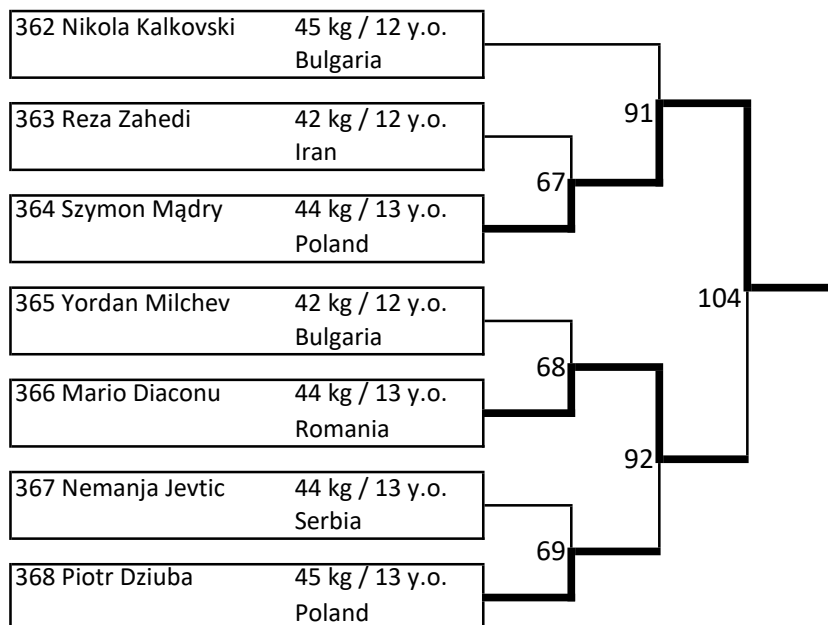 362 Nikola Kalkovski 45 kg / 12 y.o.
Bulgaria
91
363 Reza Zahedi 42 kg / 12 y.o.
Iran
67
364 Szymon Mądry 44 kg / 13 y.o.
Poland
365 Yordan Milchev 42 kg / 12 y.o.
104
Bulgaria
68
366 Mario Diaconu 44 kg / 13 y.o.
Romania
92
367 Nemanja Jevtic 44 kg / 13 y.o.
Serbia
69
368 Piotr Dziuba 45 kg / 13 y.o.
Poland